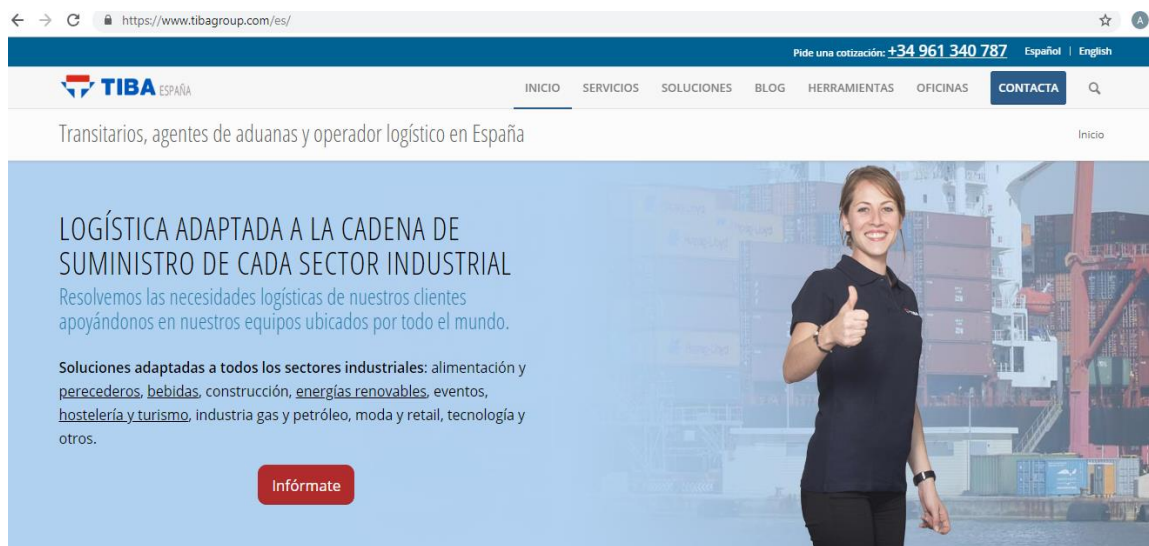 https://www.tibagroup.com/es/
A
Pide una cotización: +34 961 340 787 Español | English
TIBA ESPAÑA INICIO SERVICIOS SOLUCIONES BLOG HERRAMIENTAS OFICINAS CONTACTA
Transitarios, agentes de aduanas y operador logístico en España Inicio
LOGÍSTICA ADAPTADA A LA CADENA DE
SUMINISTRO DE CADA SECTOR INDUSTRIAL
Resolvemos las necesidades logísticas de nuestros clientes
apoyándonos en nuestros equipos ubicados por todo el mundo.
Soluciones adaptadas a todos los sectores industriales: alimentación y
perecederos, bebidas, construcción, energías renovables, eventos,
hostelería y turismo, industria gas y petróleo, moda y retail, tecnología y
otros.
Infórmate